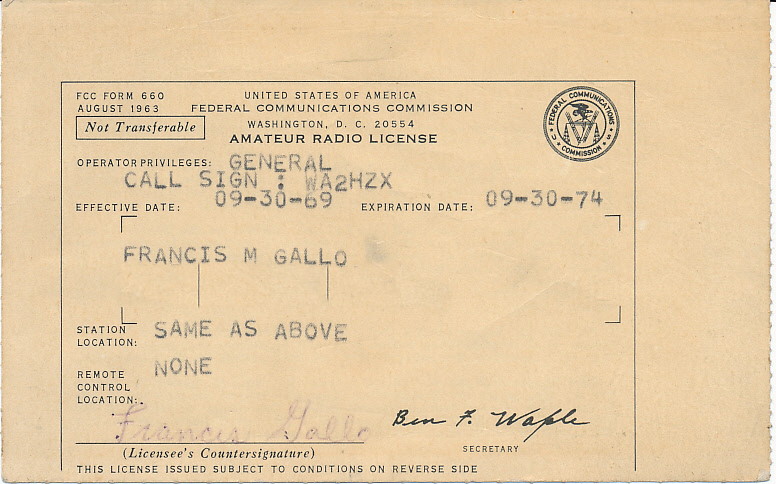 FCC FORM 660
AUGUST 1963
Not Transferable
UNITED STATES OF AMERICA
FEDERAL COMMUNICATIONS COMMISSION
WASHINGTON, D. C. 20554
AMATEUR RADIO LICENSE
FEDERAL COMMUNICATIONS COMMISSION
OPERATOR PRIVILEGES: GENERAL
CALL SIGN : WA2HZX
EFFECTIVE DATE: 09-30-69 EXPIRATION DATE: 09-30-74
FRANCIS M GALLO
STATION
LOCATION: SAME AS ABOVE
REMOTE
CONTROL
LOCATION: NONE
Francis Gallo
Ben F. Waple
(Licensee's Countersignature)
SECRETARY
THIS LICENSE ISSUED SUBJECT TO CONDITIONS ON REVERSE SIDE